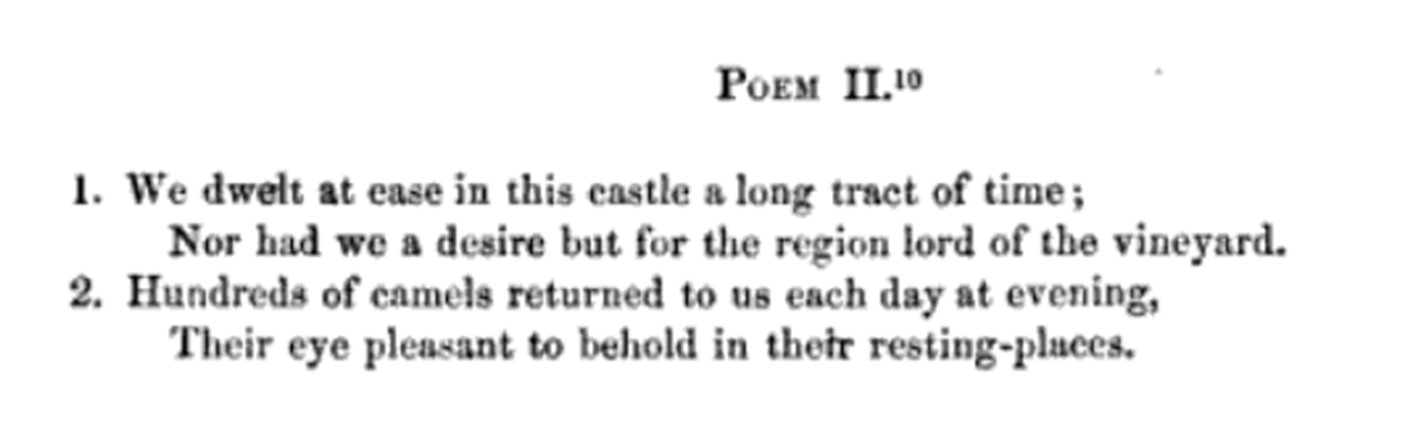 POEM II.¹⁰
1. We dwelt at ease in this castle a long tract of time;
Nor had we a desire but for the region lord of the vineyard.
2. Hundreds of camels returned to us each day at evening,
Their eye pleasant to behold in their resting-places.